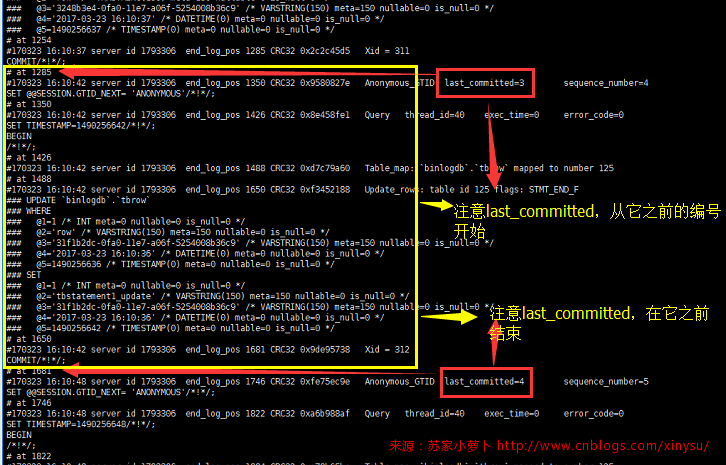 ###   @3='3248b3e4-0fa0-11e7-a06f-5254008b36c9' /* VARSTRING(150) meta=150 nullable=0 is_null=0 */
###   @4='2017-03-23 16:10:37' /* DATETIME(0) meta=0 nullable=0 is_null=0 */
###   @5=1490256637 /* TIMESTAMP(0) meta=0 nullable=0 is_null=0 */
# at 1254
#170323 16:10:37 server id 1793306  end_log_pos 1285 CRC32 0x2c2c45d5   Xid = 311
COMMIT/*!*/;
# at 1285
#170323 16:10:42 server id 1793306  end_log_pos 1350 CRC32 0x9580827e   Anonymous_GTID  last_committed=3        sequence_number=4
SET @@SESSION.GTID_NEXT= 'ANONYMOUS'/*!*/;
# at 1350
#170323 16:10:42 server id 1793306  end_log_pos 1426 CRC32 0x8e458fe1   Query   thread_id=40    exec_time=0     error_code=0
SET TIMESTAMP=1490256642/*!*/;
BEGIN
/*!*/;
# at 1426
#170323 16:10:42 server id 1793306  end_log_pos 1488 CRC32 0xd7c79a60   Table_map: `binlogdb`.`tbrow` mapped to number 125
# at 1488
#170323 16:10:42 server id 1793306  end_log_pos 1650 CRC32 0xf3452188   Update_rows: table id 125 flags: STMT_END_F
### UPDATE `binlogdb`.`tbrow`
### WHERE
###   @1=1 /* INT meta=0 nullable=0 is_null=0 */
###   @2='row' /* VARSTRING(150) meta=150 nullable=0 is_null=0 */
###   @3='31f1b2dc-0fa0-11e7-a06f-5254008b36c9' /* VARSTRING(150) meta=150 nullable=0 is_null=0 */
###   @4='2017-03-23 16:10:36' /* DATETIME(0) meta=0 nullable=0 is_null=0 */
###   @5=1490256636 /* TIMESTAMP(0) meta=0 nullable=0 is_null=0 */
注意last_committed，从它之前的编号
开始
### SET
###   @1=1 /* INT meta=0 nullable=0 is_null=0 */
###   @2='tbstatement1_update' /* VARSTRING(150) meta=150 nullable=0 is_null=0 */
###   @3='31f1b2dc-0fa0-11e7-a06f-5254008b36c9' /* VARSTRING(150) meta=150 nullable=0 is_null=0 */
###   @4='2017-03-23 16:10:36' /* DATETIME(0) meta=0 nullable=0 is_null=0 */
###   @5=1490256642 /* TIMESTAMP(0) meta=0 nullable=0 is_null=0 */
注意last_committed，在它之前
结束
# at 1650
#170323 16:10:42 server id 1793306  end_log_pos 1681 CRC32 0x9de95738   Xid = 312
COMMIT/*!*/;
# at 1681
#170323 16:10:48 server id 1793306  end_log_pos 1746 CRC32 0xfe75ec9e   Anonymous_GTID  last_committed=4        sequence_number=5
SET @@SESSION.GTID_NEXT= 'ANONYMOUS'/*!*/;
# at 1746
#170323 16:10:48 server id 1793306  end_log_pos 1822 CRC32 0xa6b988af   Query   thread_id=40    exec_time=0     error_code=0
SET TIMESTAMP=1490256648/*!*/;
BEGIN
/*!*/;
来源：苏家小萝卜 http://www.cnblogs.com/xinysu/
# at 1822